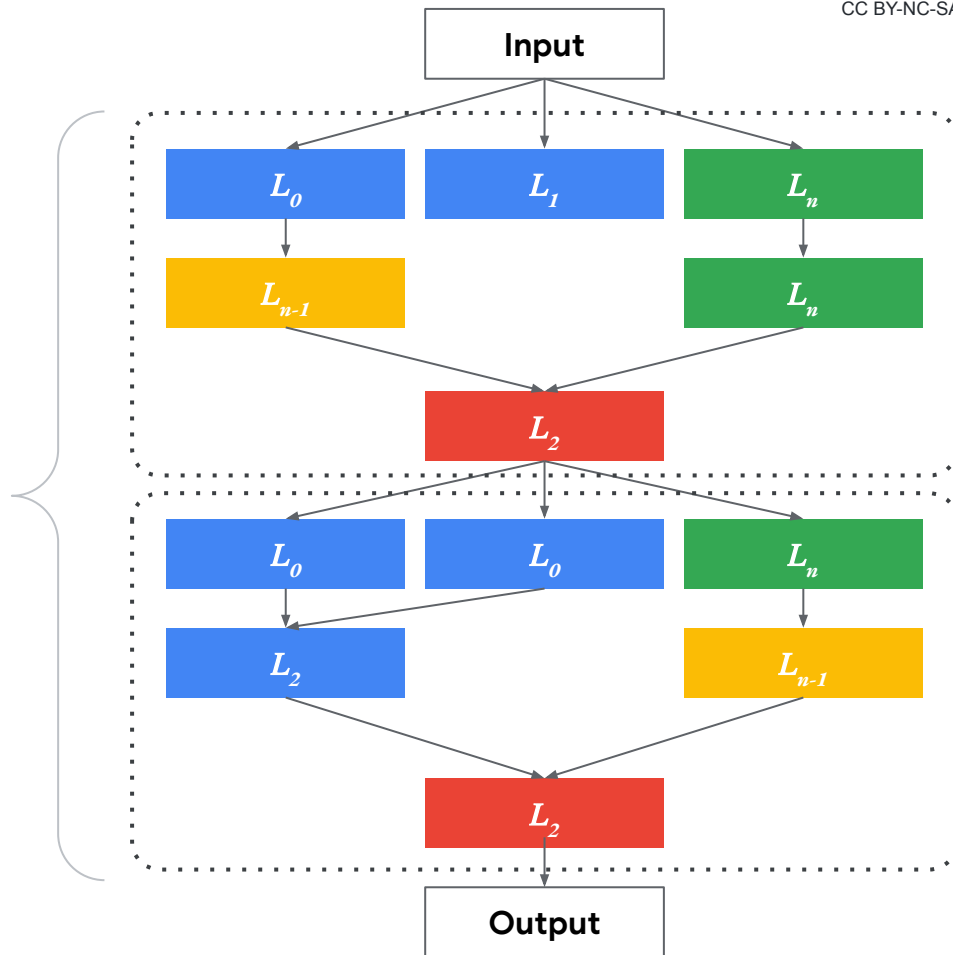 CC BY-NC-SA
Input
L0 L1 Ln
Ln-1 Ln
L2
L0 L0 Ln
L2 Ln-1
L2
Output